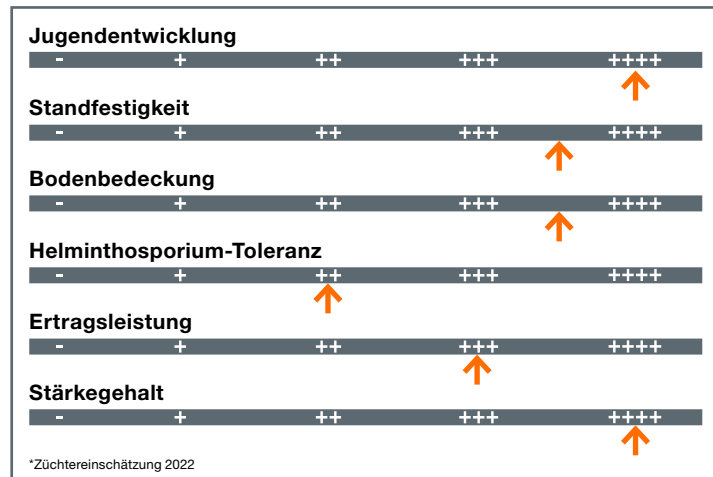 Jugendentwicklung
- + ++ +++ ++++
Standfestigkeit
- + ++ +++ ++++
Bodenbedeckung
- + ++ +++ ++++
Helminthosporium-Toleranz
- + ++ +++ ++++
Ertragsleistung
- + ++ +++ ++++
Stärkegehalt
- + ++ +++ ++++
*Züchtereinschätzung 2022